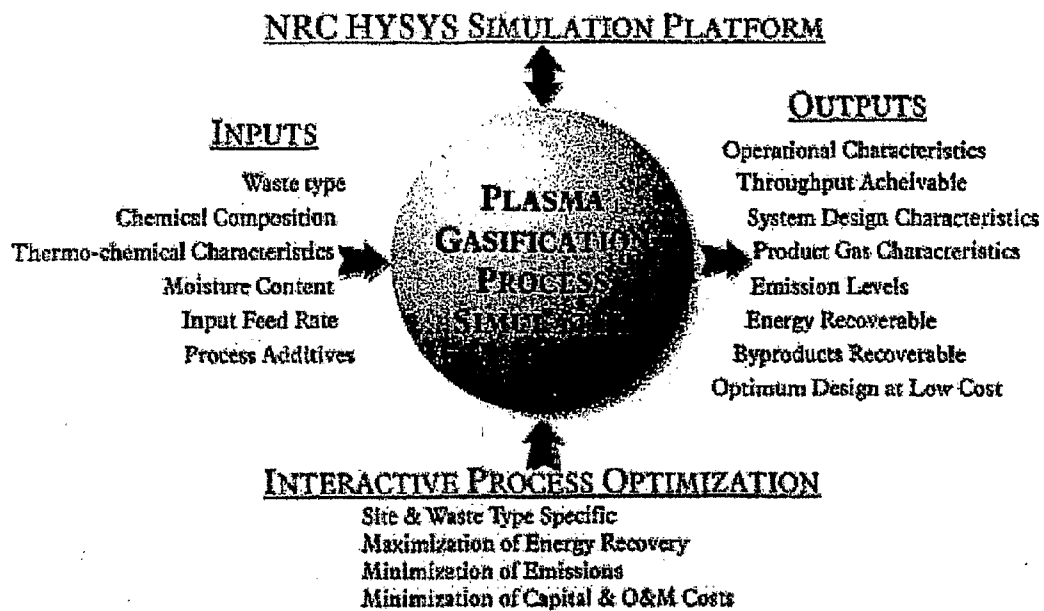 NRC HYSYS SIMULATION PLATFORM
INPUTS
Waste type
Chemical Composition
Thermo-chemical Characteristics
Moisture Content
Input Feed Rate
Process Additives
PLASMA
GASIFICATION
PROCESS
OUTPUTS
Operational Characteristics
Throughput Acheivable
System Design Characteristics
Product Gas Characteristics
Emission Levels
Energy Recoverable
Byproducts Recoverable
Optimum Design at Low Cost
INTERACTIVE PROCESS OPTIMIZATION
Site & Waste Type Specific
Maximization of Energy Recovery
Minimization of Emissions
Minimization of Capital & O&M Costs